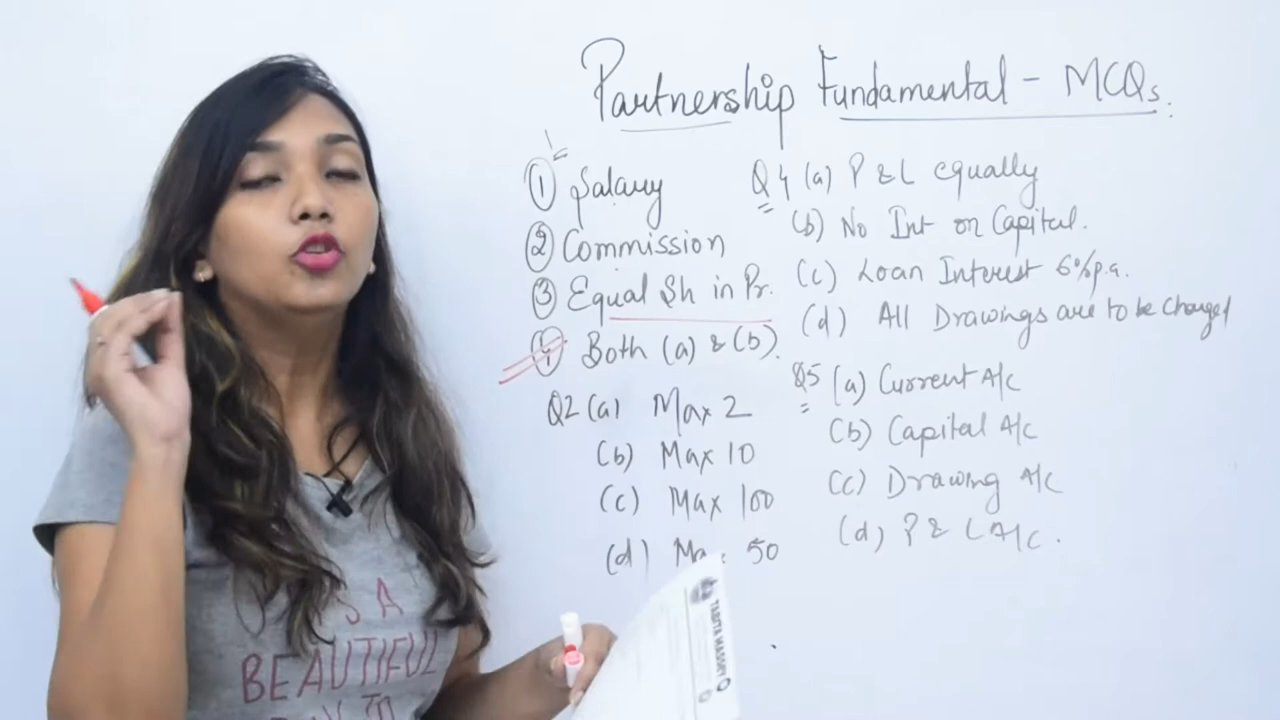 Partnership Fundamental - MCQs.
① Salary
② Commission
③ Equal Sh in Pr.
④ Both (a) & (b).
Q2 (a) Max 2
(b) Max 10
(c) Max 100
(d) 50
Q4 (a) P & L equally
(b) No Int on Capital.
(c) Loan Interest 6% p.a.
(d) All Drawings are to be charged
Q5 (a) Current A/c
(b) Capital A/c
(c) Drawing A/c
(d) P & L A/c.
BEAUTIFUL